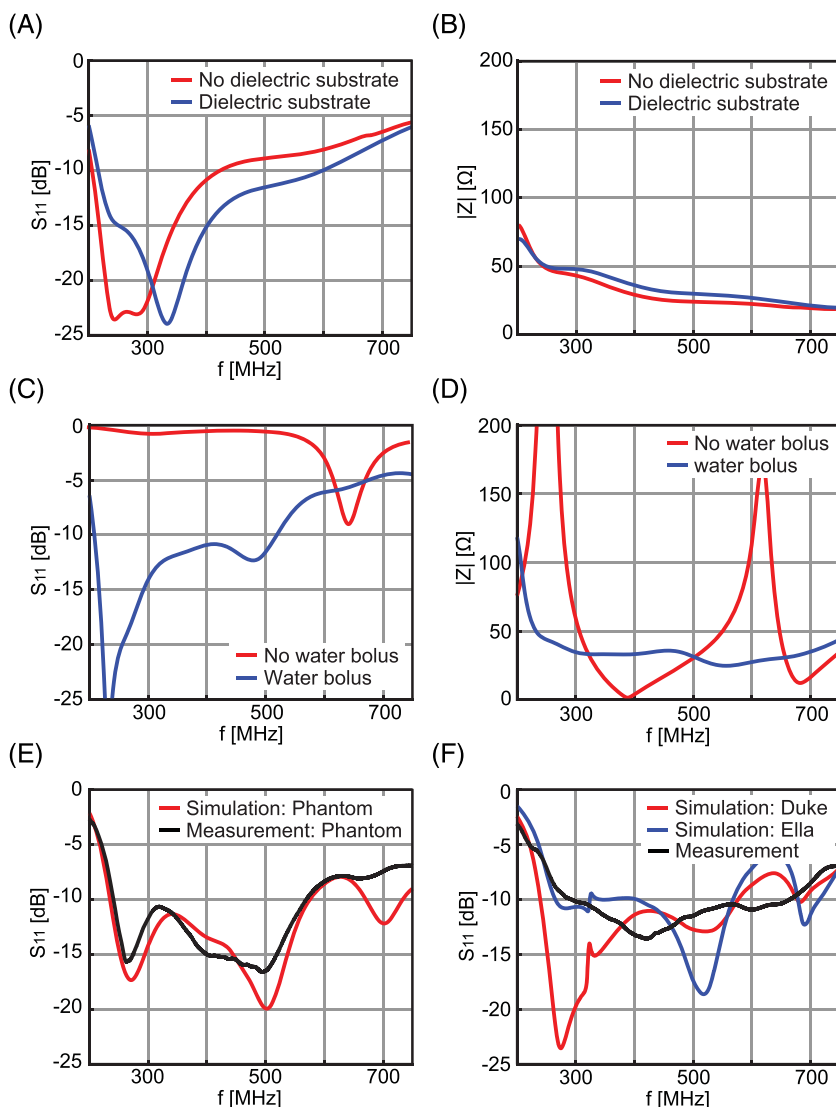 (A)
0
-5
-10
-15
-20
-25
S11 [dB]
No dielectric substrate
Dielectric substrate
300
500
700
f [MHz]
(B)
200
150
100
50
0
|Z| [Ω]
No dielectric substrate
Dielectric substrate
300
500
700
f [MHz]
(C)
0
-5
-10
-15
-20
-25
S11 [dB]
No water bolus
Water bolus
300
500
700
f [MHz]
(D)
200
150
100
50
0
|Z| [Ω]
No water bolus
water bolus
300
500
700
f [MHz]
(E)
0
-5
-10
-15
-20
-25
S11 [dB]
Simulation: Phantom
Measurement: Phantom
300
500
700
f [MHz]
(F)
0
-5
-10
-15
-20
-25
S11 [dB]
Simulation: Duke
Simulation: Ella
Measurement
300
500
700
f [MHz]